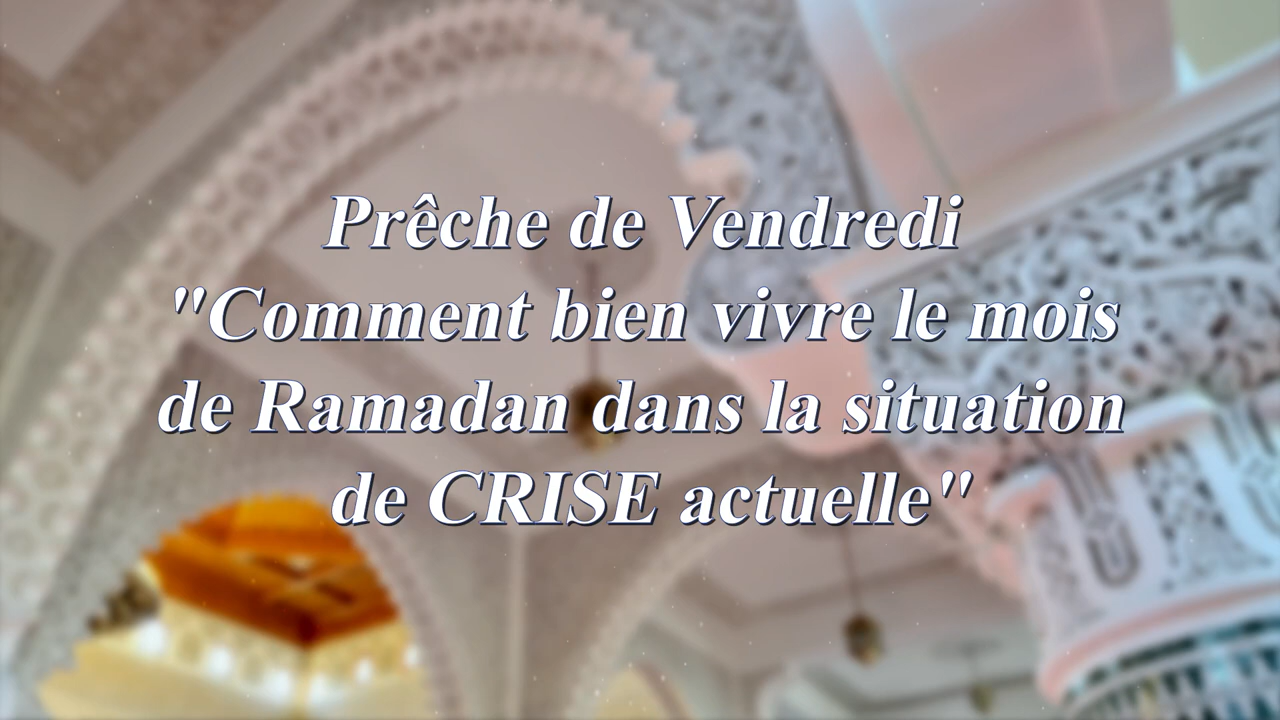 Prêche de Vendredi
"Comment bien vivre le mois
de Ramadan dans la situation
de CRISE actuelle"